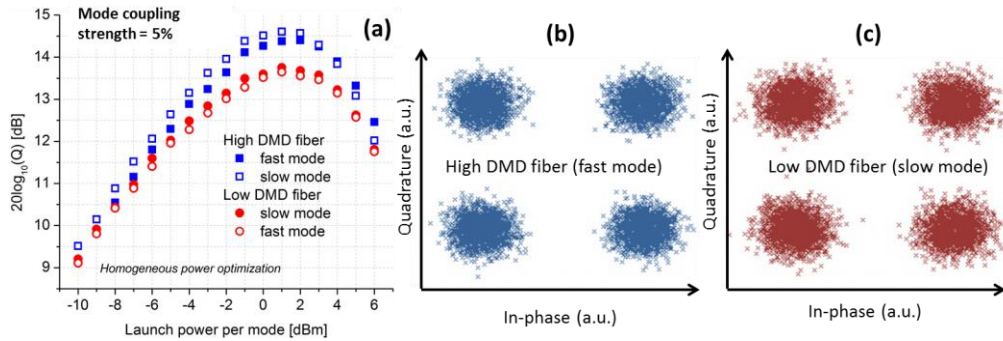 Mode coupling
strength = 5%
(a)
15
14
13
12
11
10
9
20log10(Q) [dB]
High DMD fiber
fast mode
slow mode
Low DMD fiber
slow mode
fast mode
Homogeneous power optimization
-10 -8 -6 -4 -2 0 2 4 6
Launch power per mode [dBm]
(b)
Quadrature (a.u.)
High DMD fiber (fast mode)
In-phase (a.u.)
(c)
Quadrature (a.u.)
Low DMD fiber (slow mode)
In-phase (a.u.)